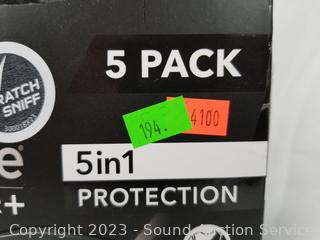 5 PACK
RATCH
SNIFF
194.
4100
e
5in1
R+
PROTECTION
Copyright 2023 - Sound Auction Service